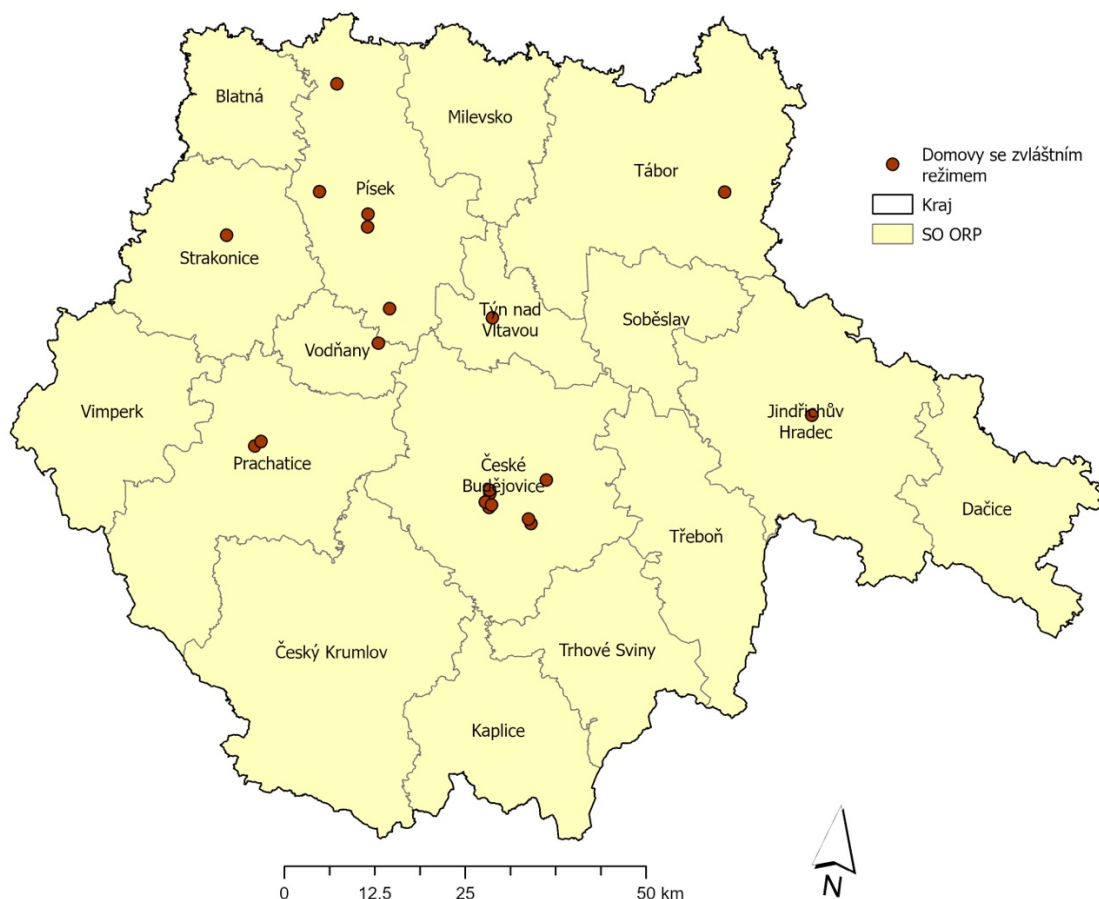 Blatná
Milevsko
Tábor
Písek
Strakonice
Týn nad
Vltavou
Soběslav
Vodňany
Vimperk
Prachatice
České
Budějovice
Jindřichův
Hradec
Dačice
Třeboň
Český Krumlov
Trhové Sviny
Kaplice
Domovy se zvláštním
režimem
Kraj
SO ORP
0 12.5 25 50 km
N